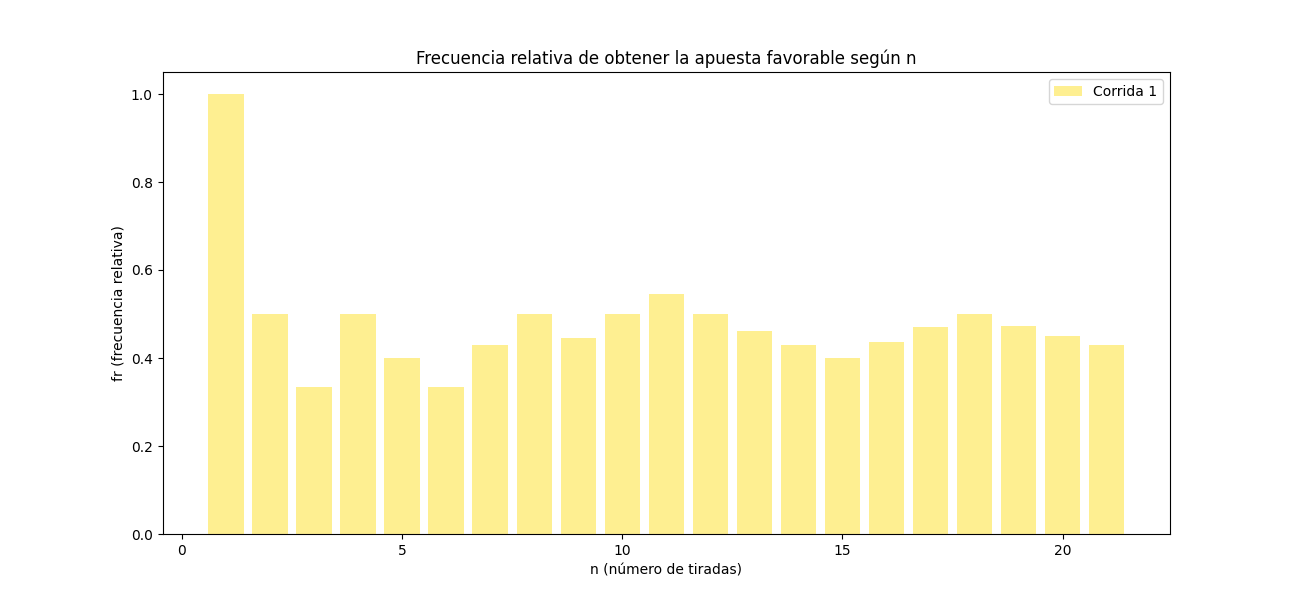 Frecuencia relativa de obtener la apuesta favorable según n
Corrida 1
fr (frecuencia relativa)
1.0
0.8
0.6
0.4
0.2
0.0
0
5
10
15
20
n (número de tiradas)